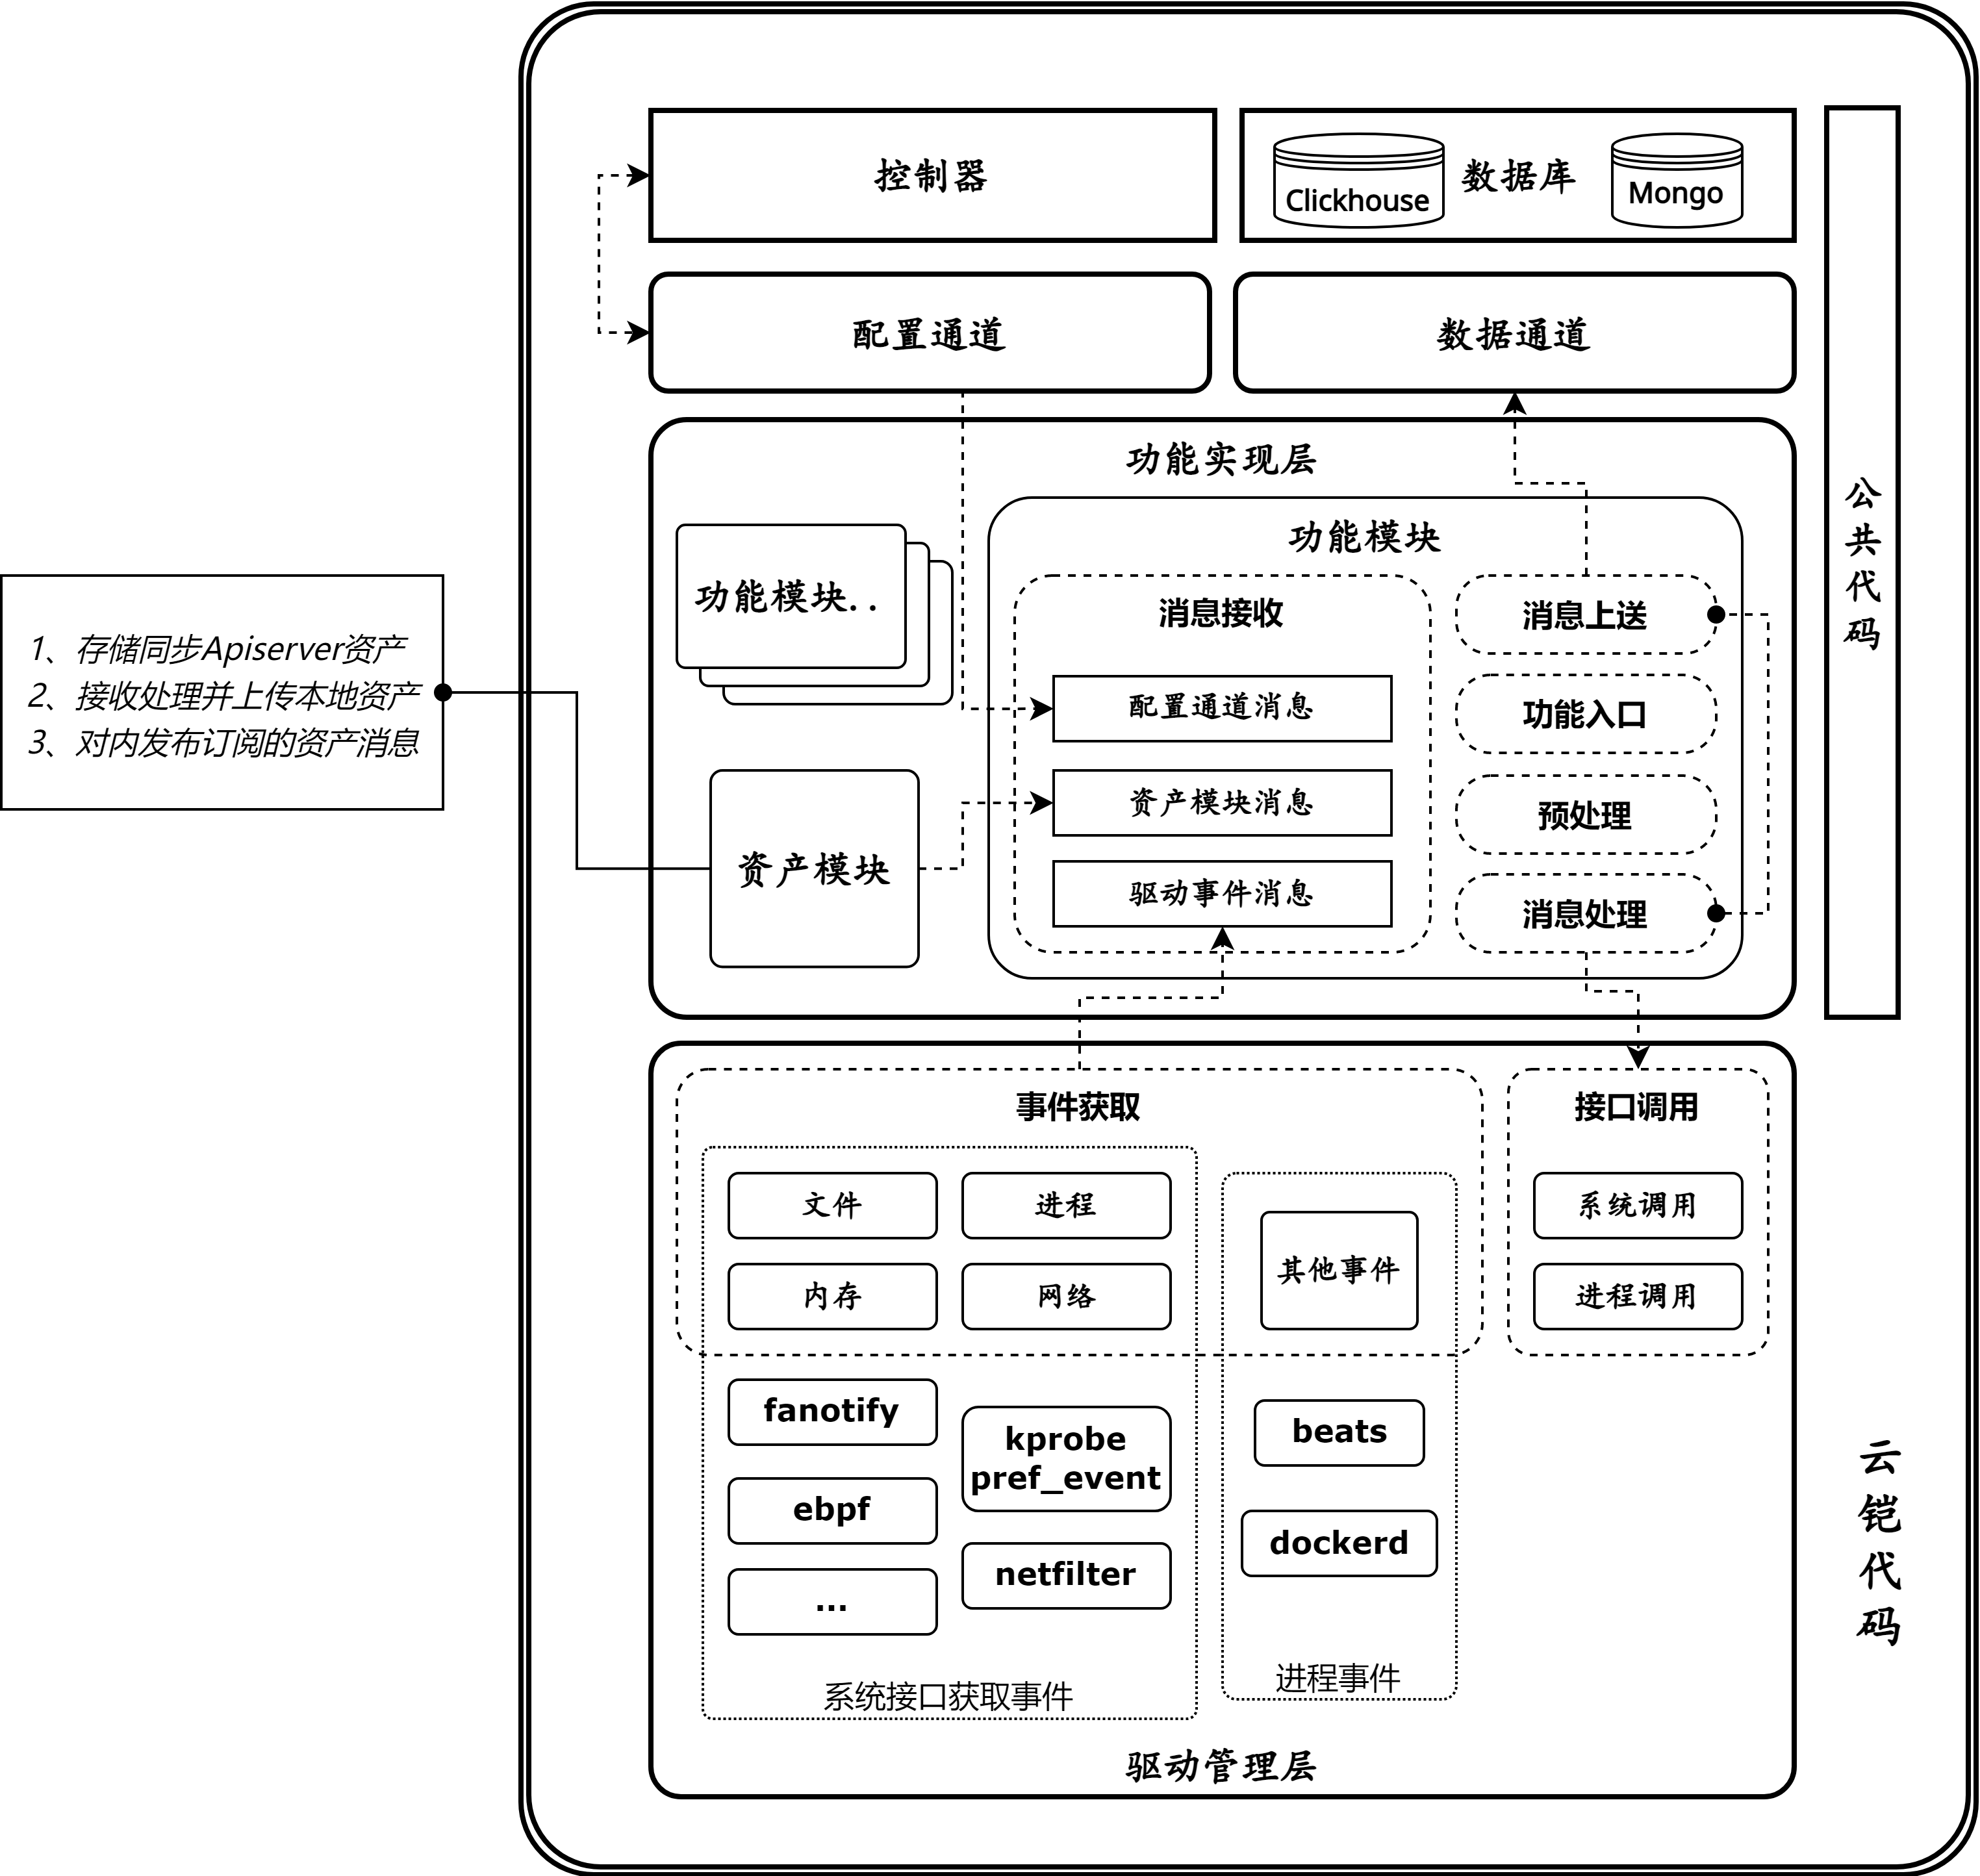 控制器
Clickhouse
数据库
Mongo
配置通道
数据通道
公
共
代
码
功能实现层
功能模块..
功能模块
消息接收
配置通道消息
资产模块消息
驱动事件消息
消息上送
功能入口
预处理
消息处理
资产模块
1、存储同步Apiserver资产
2、接收处理并上传本地资产
3、对内发布订阅的资产消息
事件获取
文件
进程
内存
网络
其他事件
接口调用
系统调用
进程调用
fanotify
kprobe
pref_event
ebpf
netfilter
...
系统接口获取事件
beats
dockerd
进程事件
驱动管理层
云
铠
代
码